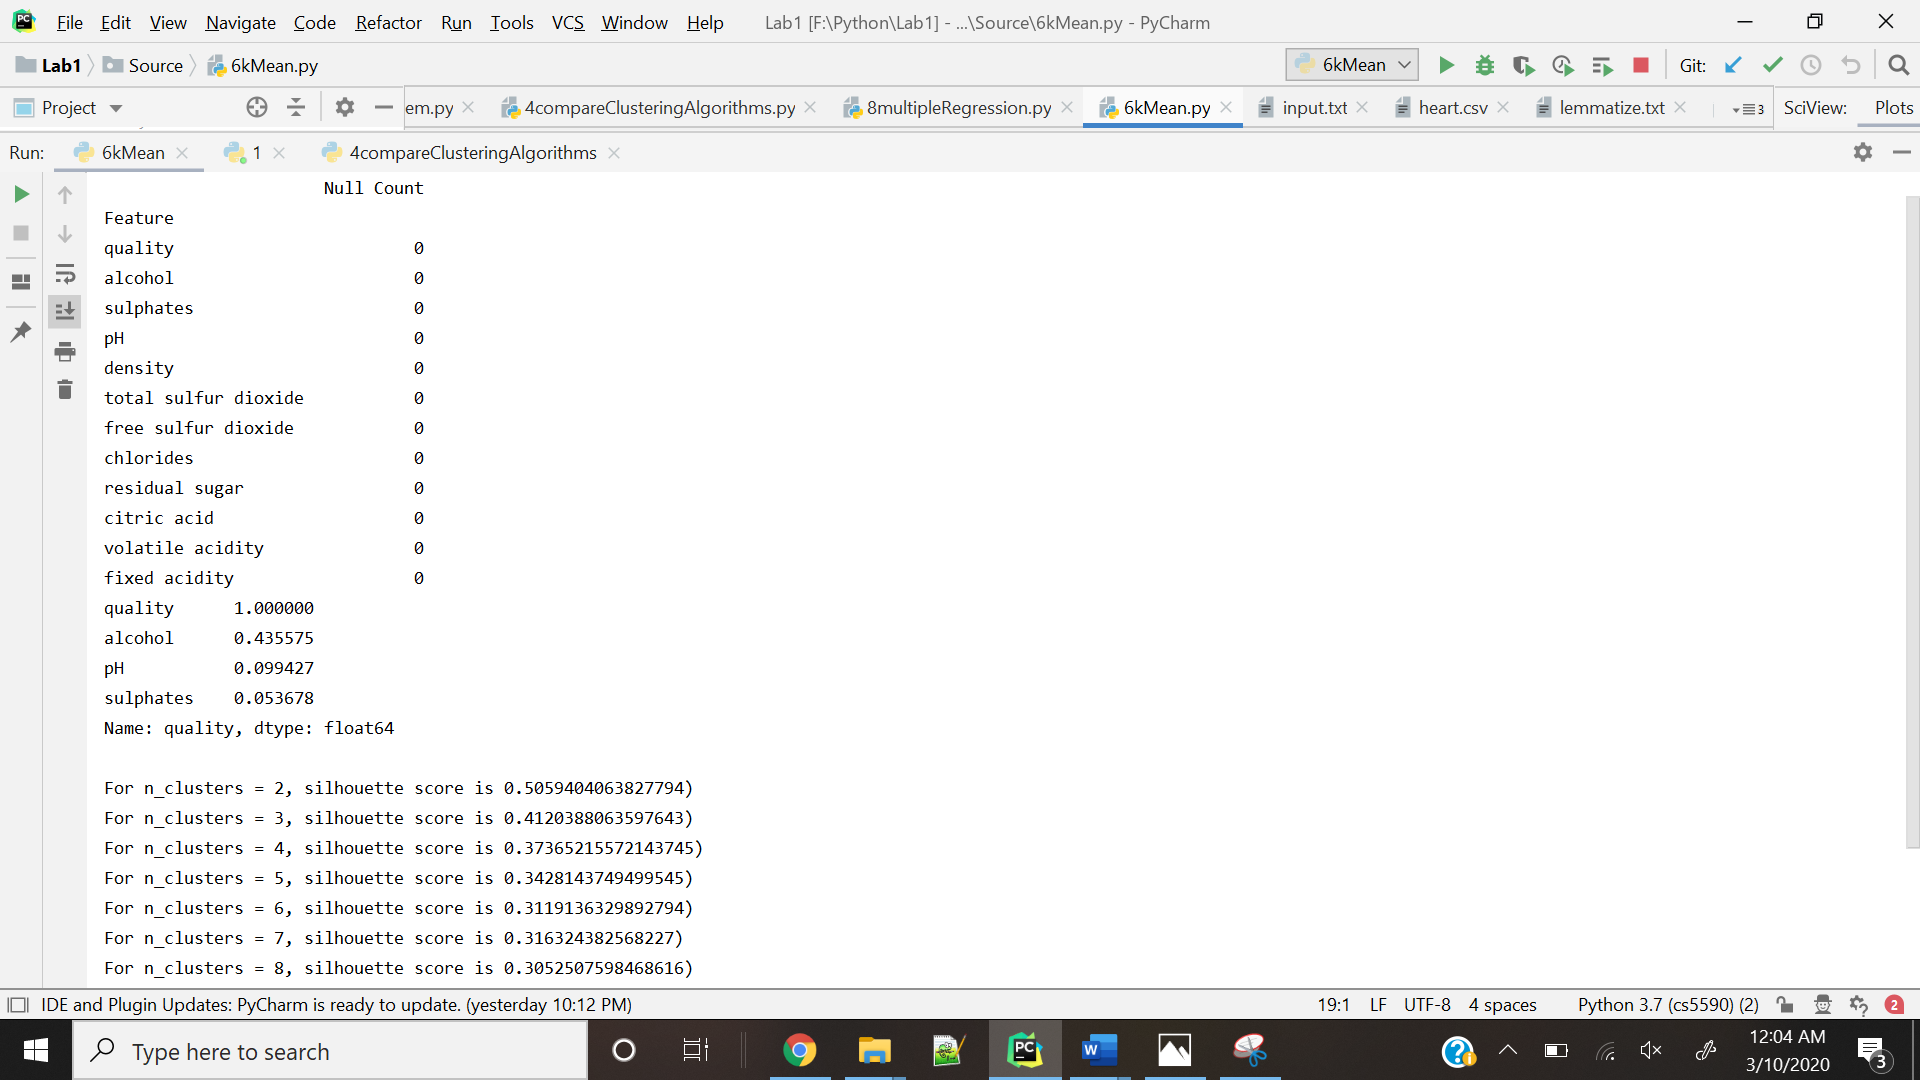 File Edit View Navigate Code Refactor Run Tools VCS Window Help Lab1 [F:\Python\Lab1] - ...\Source\6kMean.py - PyCharm
Lab1 Source 6kMean.py 6kMean Git:
Project em.py 4compareClusteringAlgorithms.py 8multipleRegression.py 6kMean.py input.txt heart.csv lemmatize.txt 3 SciView: Plots
Run: 6kMean 1 4compareClusteringAlgorithms
Null Count
Feature
quality 0
alcohol 0
sulphates 0
pH 0
density 0
total sulfur dioxide 0
free sulfur dioxide 0
chlorides 0
residual sugar 0
citric acid 0
volatile acidity 0
fixed acidity 0
quality 1.000000
alcohol 0.435575
pH 0.099427
sulphates 0.053678
Name: quality, dtype: float64
For n_clusters = 2, silhouette score is 0.5059404063827794)
For n_clusters = 3, silhouette score is 0.4120388063597643)
For n_clusters = 4, silhouette score is 0.37365215572143745)
For n_clusters = 5, silhouette score is 0.3428143749499545)
For n_clusters = 6, silhouette score is 0.3119136329892794)
For n_clusters = 7, silhouette score is 0.316324382568227)
For n_clusters = 8, silhouette score is 0.3052507598468616)
IDE and Plugin Updates: PyCharm is ready to update. (yesterday 10:12 PM) 19:1 LF UTF-8 4 spaces Python 3.7 (cs5590) (2) 2
Type here to search 12:04 AM
3/10/2020 3